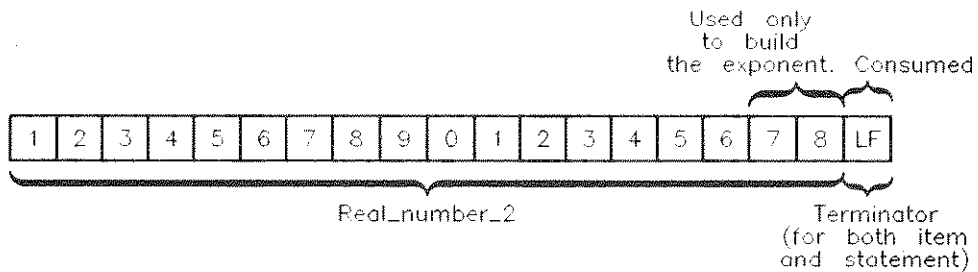 Used only
to build
the exponent. Consumed
1 2 3 4 5 6 7 8 9 0 1 2 3 4 5 6 7 8 LF
Real_number_2
Terminator
(for both item
and statement)